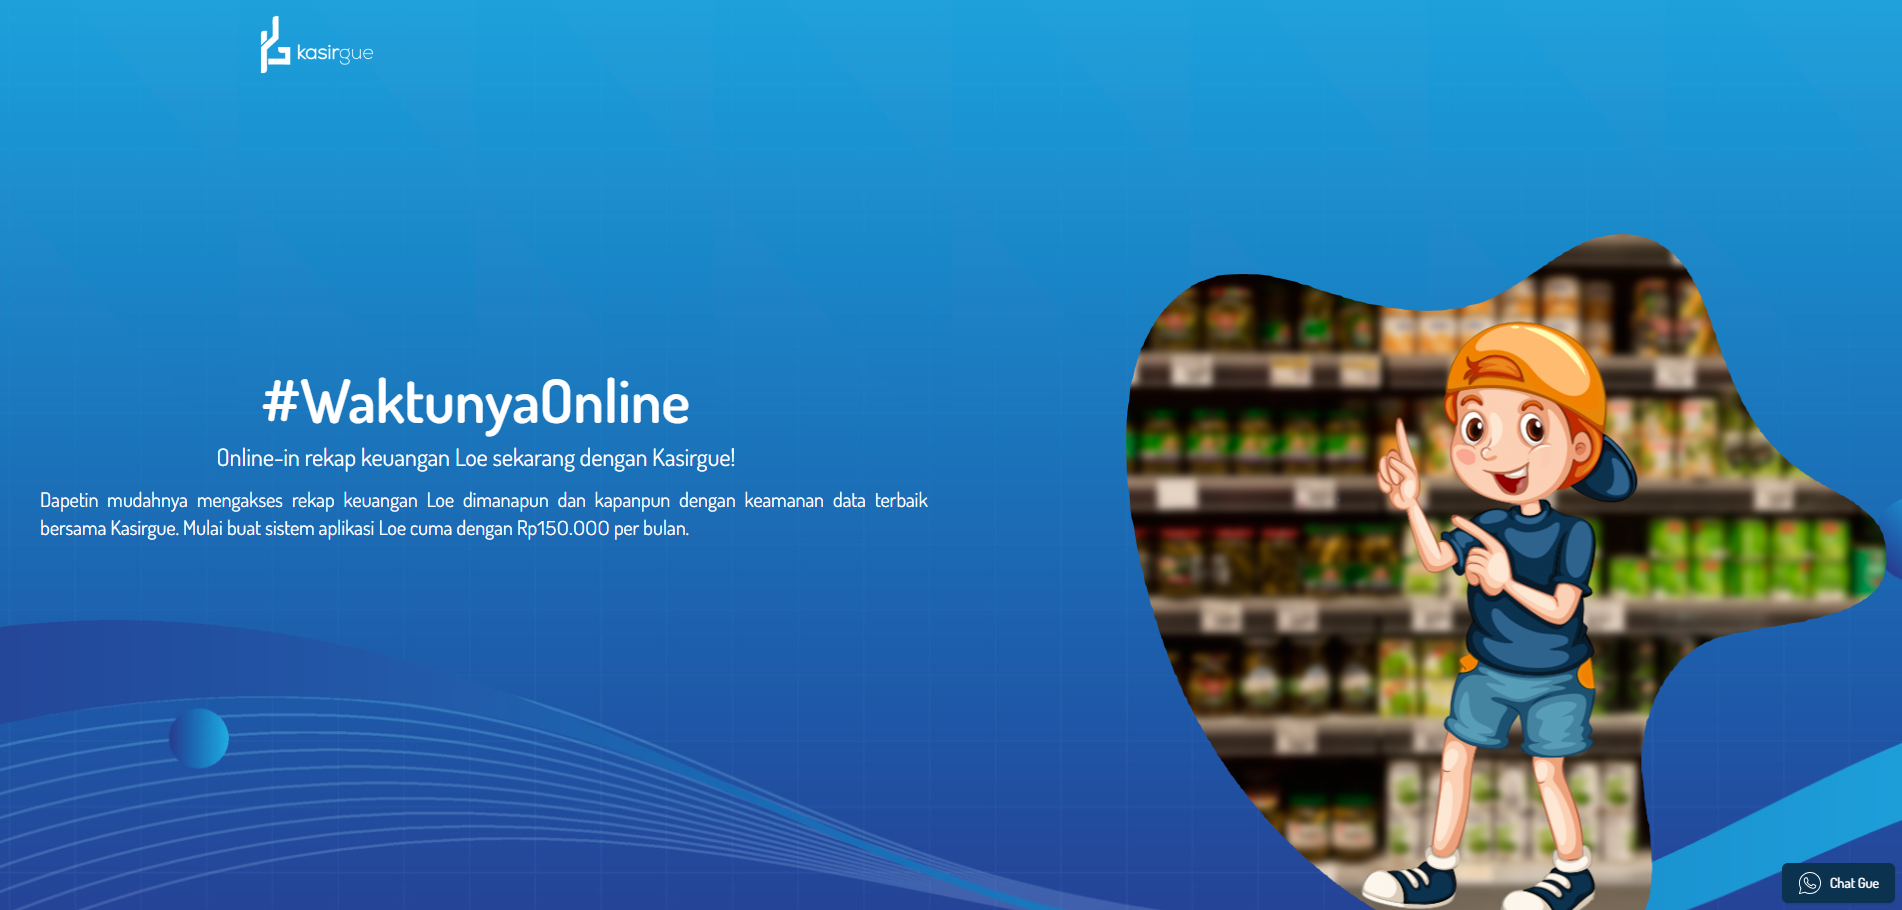 kasirgue
#WaktunyaOnline
Online-in rekap keuangan Loe sekarang dengan Kasirgue!
Dapetin mudahnya mengakses rekap keuangan Loe dimanapun dan kapanpun dengan keamanan data terbaik
bersama Kasirgue. Mulai buat sistem aplikasi Loe cuma dengan Rp150.000 per bulan.
Chat Gue